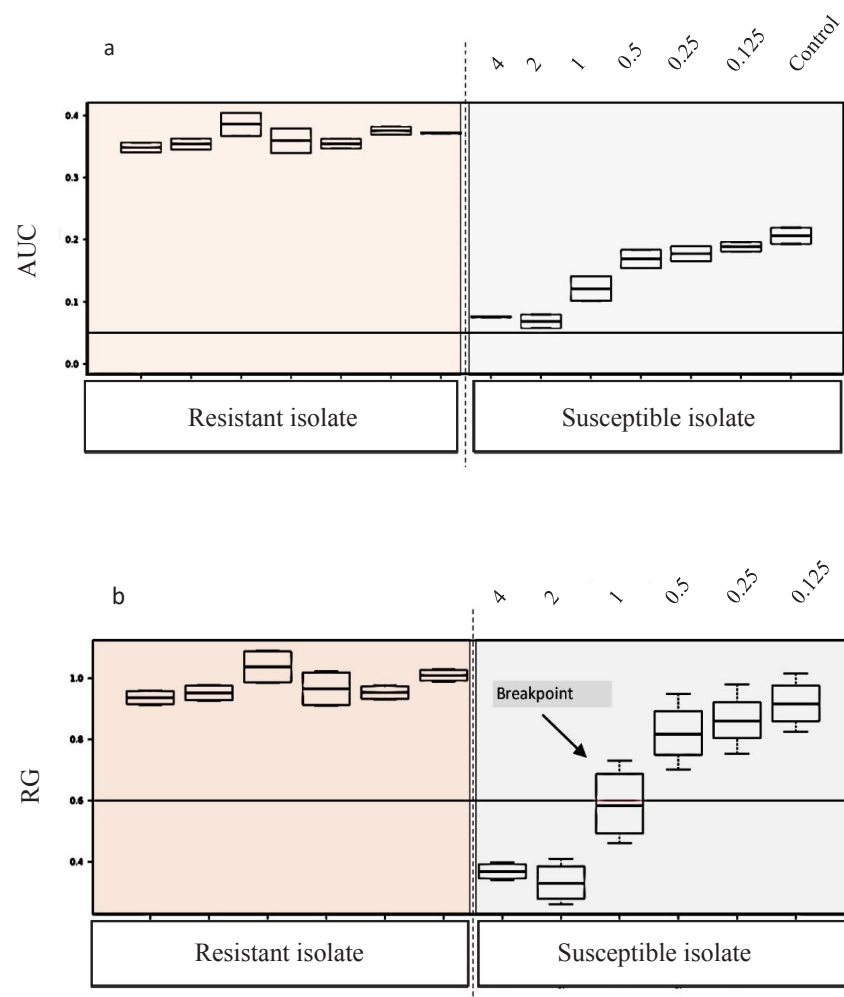 a
4 2 1 0.5 0.25 0.125 Control
0.4
0.3
0.2
0.1
0.0
AUC
Resistant isolate Susceptible isolate
b
4 2 1 0.5 0.25 0.125
1.0
0.8
0.6
0.4
RG
Breakpoint
Resistant isolate Susceptible isolate